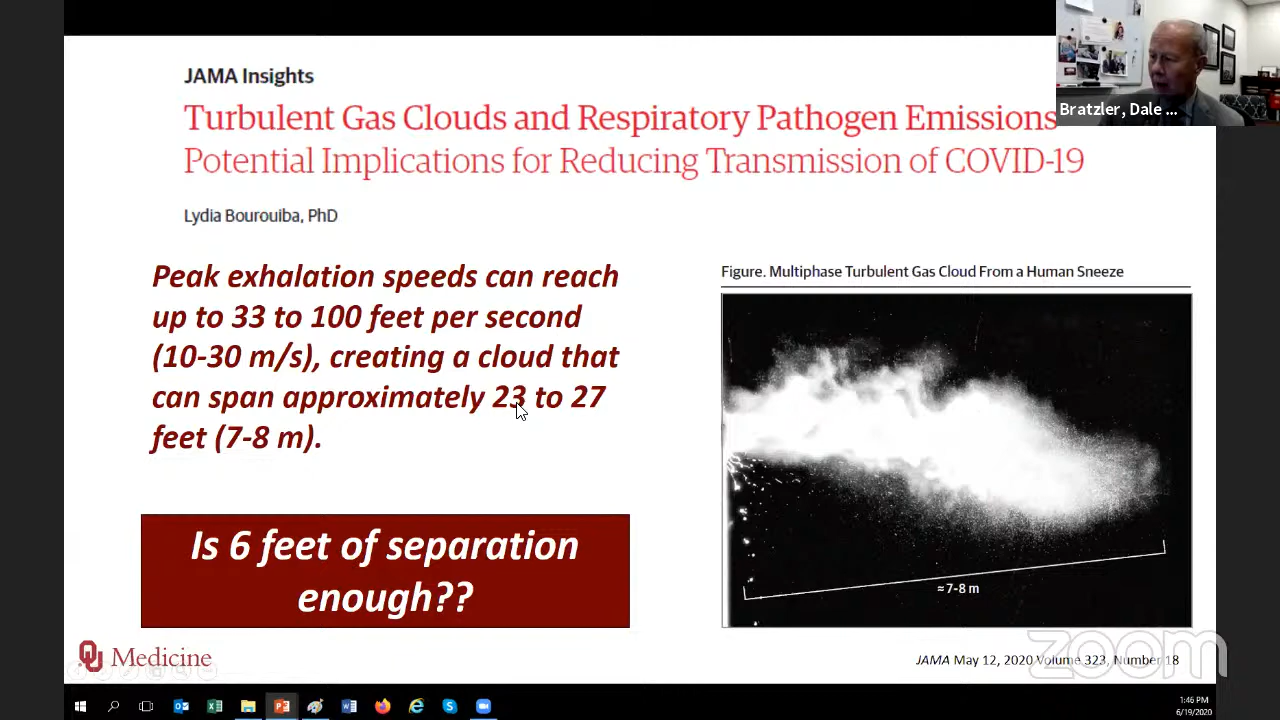 JAMA Insights
Turbulent Gas Clouds and Respiratory Pathogen Emissions
Potential Implications for Reducing Transmission of COVID-19
Lydia Bourouiba, PhD
Bratzler, Dale ...
Peak exhalation speeds can reach
up to 33 to 100 feet per second
(10-30 m/s), creating a cloud that
can span approximately 23 to 27
feet (7-8 m).
Is 6 feet of separation
enough??
Figure. Multiphase Turbulent Gas Cloud From a Human Sneeze
≈7-8 m
OU Medicine
JAMA May 12, 2020 Volume 323, Number 18
zoom
1:46 PM
6/19/2020